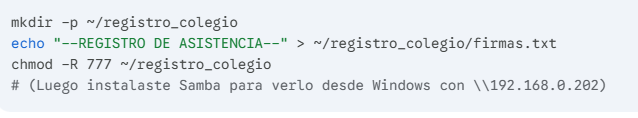 mkdir -p ~/registro_colegio
echo "--REGISTRO DE ASISTENCIA--" > ~/registro_colegio/firmas.txt
chmod -R 777 ~/registro_colegio
# (Luego instalaste Samba para verlo desde Windows con \\192.168.0.202)